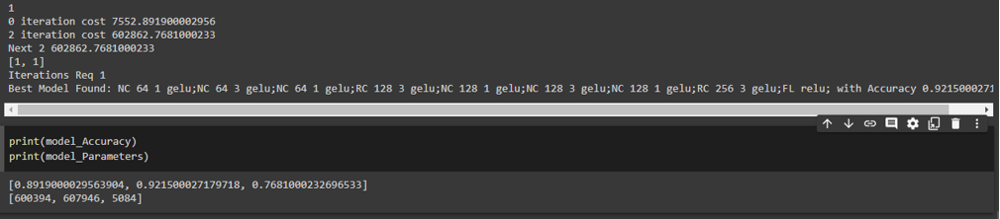 1
0 iteration cost 7552.891900002956
2 iteration cost 602862.7681000233
Next 2 602862.7681000233
[1, 1]
Iterations Req 1
Best Model Found: NC 64 1 gelu;NC 64 3 gelu;NC 64 1 gelu;RC 128 3 gelu;NC 128 1 gelu;NC 128 3 gelu;NC 128 1 gelu;RC 256 3 gelu;FL relu; with Accuracy 0.9215000271
print(model_Accuracy)
print(model_Parameters)
[0.8919000029563904, 0.921500027179718, 0.7681000232696533]
[600394, 607946, 5084]